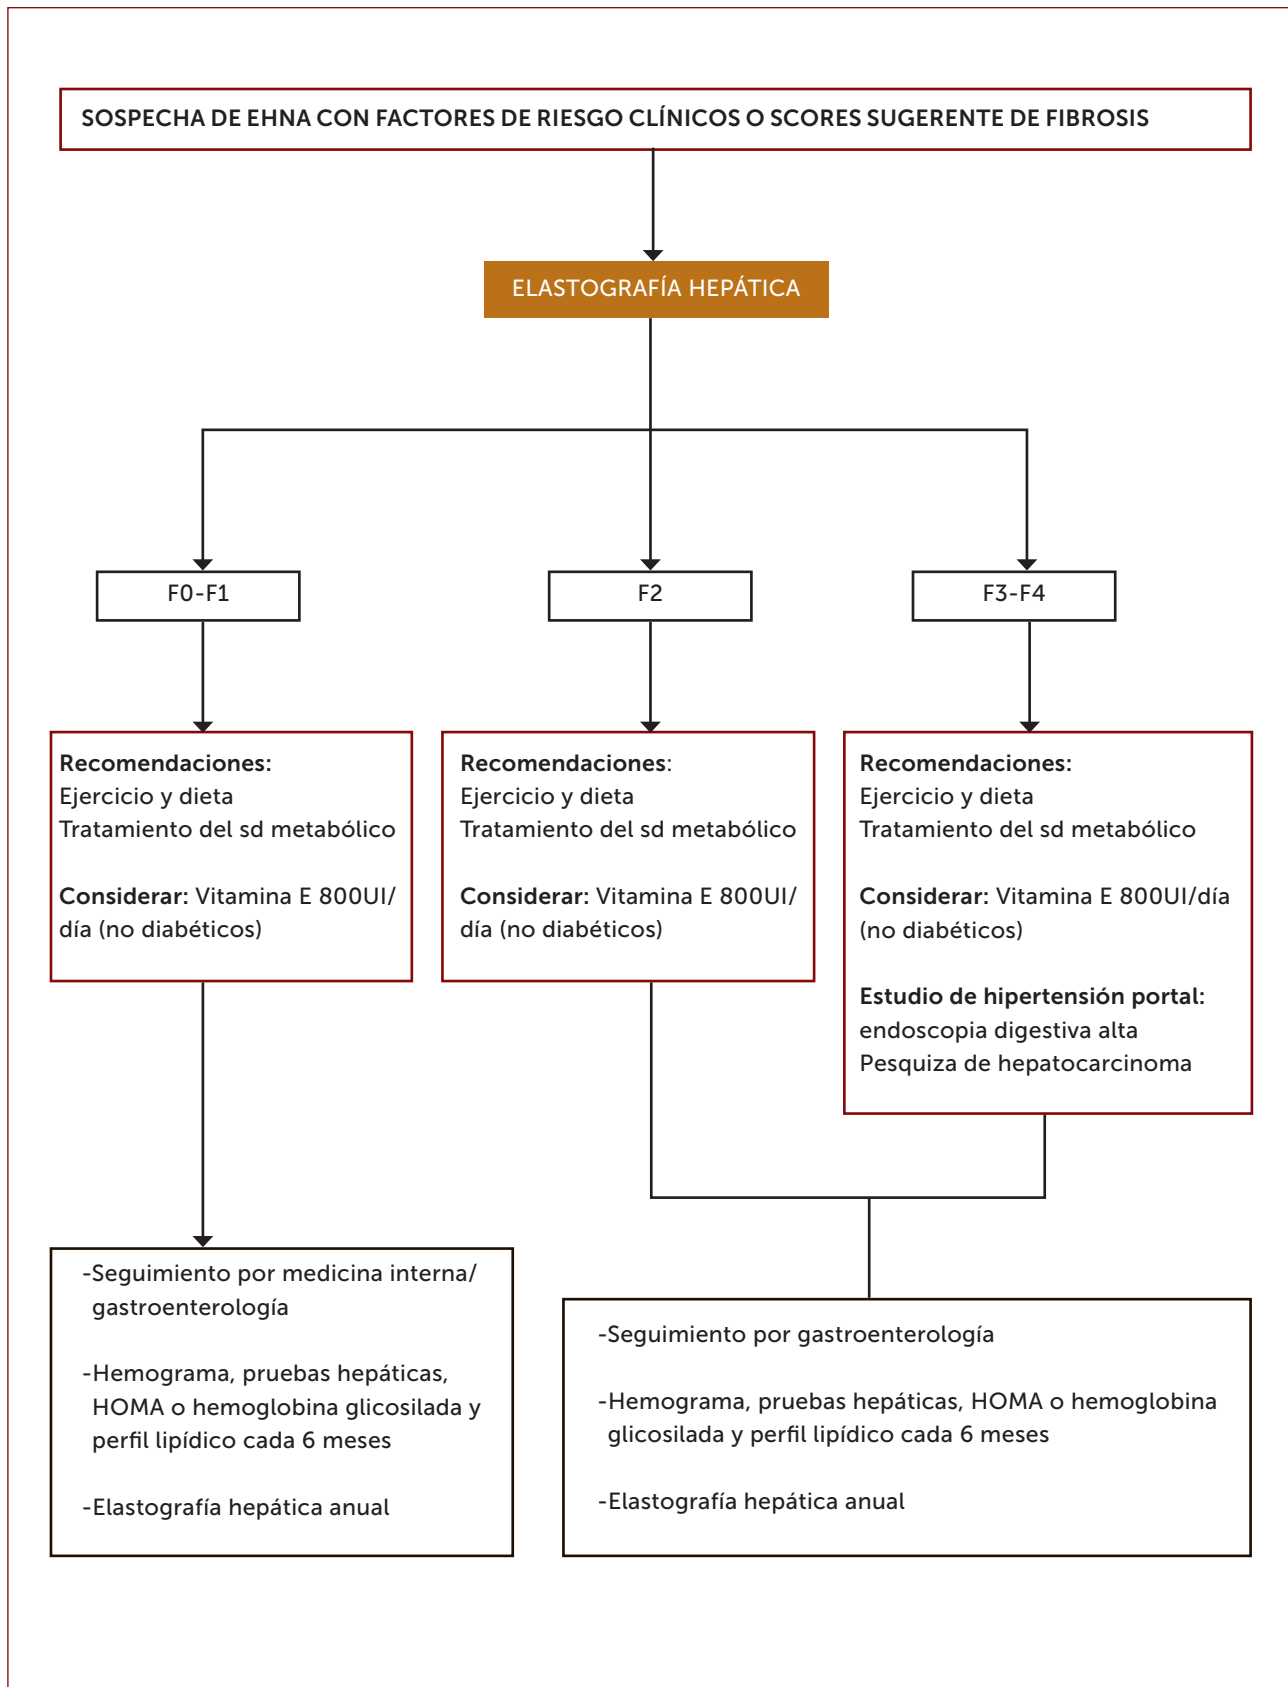 SOSPECHA DE EHNA CON FACTORES DE RIESGO CLÍNICOS O SCORES SUGERENTE DE FIBROSIS
ELASTOGRAFÍA HEPÁTICA
F0-F1
F2
F3-F4
Recomendaciones:
Ejercicio y dieta
Tratamiento del sd metabólico
Considerar: Vitamina E 800UI/
día (no diabéticos)
Recomendaciones:
Ejercicio y dieta
Tratamiento del sd metabólico
Considerar: Vitamina E 800UI/
día (no diabéticos)
Recomendaciones:
Ejercicio y dieta
Tratamiento del sd metabólico
Considerar: Vitamina E 800UI/día
(no diabéticos)
Estudio de hipertensión portal:
endoscopia digestiva alta
Pesquiza de hepatocarcinoma
-Seguimiento por medicina interna/
gastroenterología
-Hemograma, pruebas hepáticas,
HOMA o hemoglobina glicosilada y
perfil lipídico cada 6 meses
-Elastografía hepática anual
-Seguimiento por gastroenterología
-Hemograma, pruebas hepáticas, HOMA o hemoglobina
glicosilada y perfil lipídico cada 6 meses
-Elastografía hepática anual